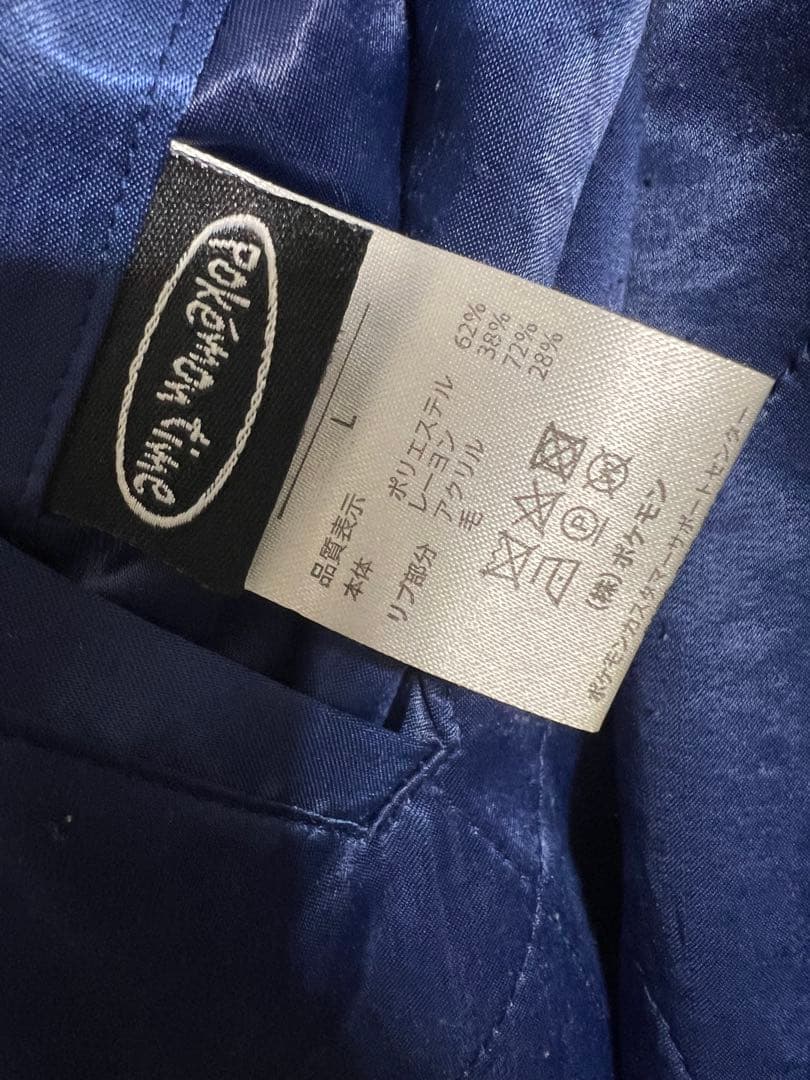 pokémon time
L
品質表示
本体 ポリエステル 62%
レーヨン 38%
リブ部分 アクリル 72%
毛 28%
(株)ポケモン
ポケモンカスタマーサポートセンター